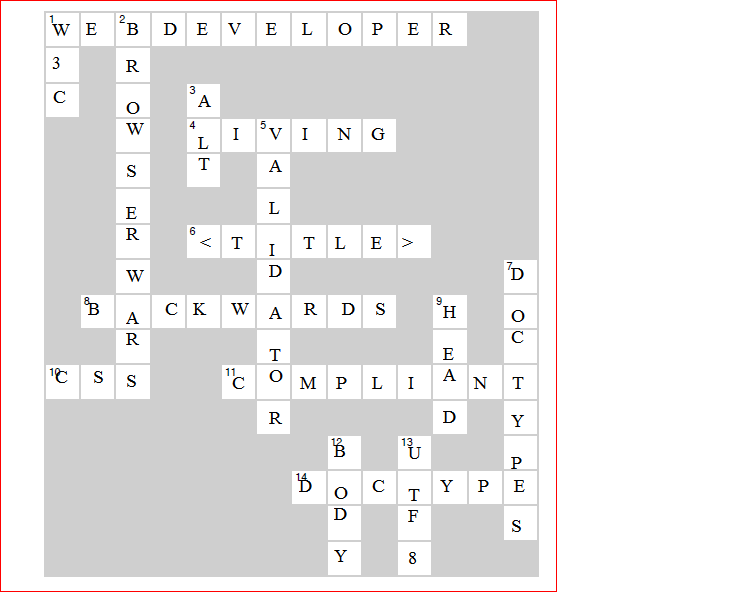 1 W E 2 B D E V E L O P E R
3 R
C O 3 A
W 4 L I 5 V I N G
S T A
E L
R 6 < T I T L E >
W D 7 D
8 B A C K W A R D S 9 H O
R T E C
10 C S S 11 C O M P L I A N T
R D Y
12 B 13 U P
14 D O C T Y P E
D F S
Y 8